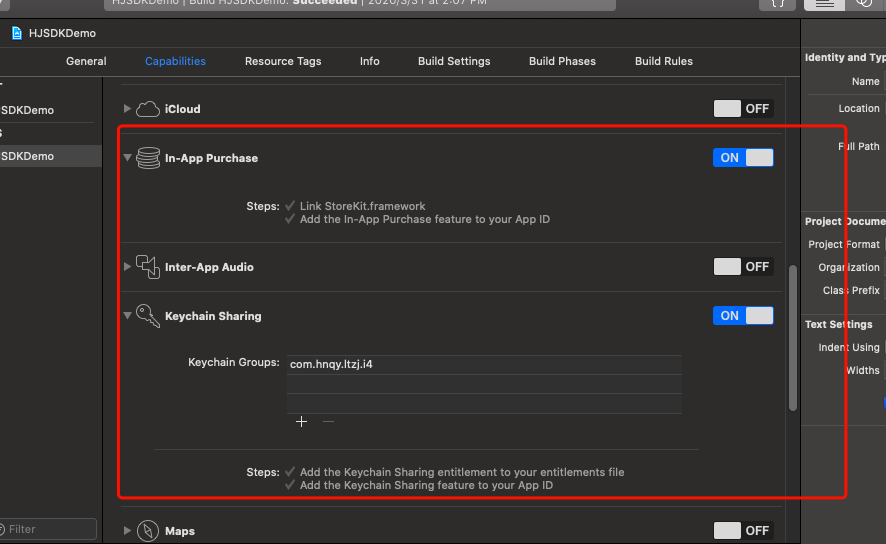 HJSDKDemo | Build HJSDKDemo: Succeeded | 2020/3/31 at 2:07 PM
{ }
HJSDKDemo
General Capabilities Resource Tags Info Build Settings Build Phases Build Rules
Identity and Typ
Name
Location
Full Path
SDKDemo
S
SDKDemo
iCloud OFF
In-App Purchase ON
Steps: ✓ Link StoreKit.framework
✓ Add the In-App Purchase feature to your App ID
Inter-App Audio OFF
Keychain Sharing ON
Keychain Groups: com.hnqy.ltzj.i4
+ −
Steps: ✓ Add the Keychain Sharing entitlement to your entitlements file
✓ Add the Keychain Sharing feature to your App ID
Maps OFF
Filter
Project Docume
Project Format
Organization
Class Prefix
Text Settings
Indent Using
Widths